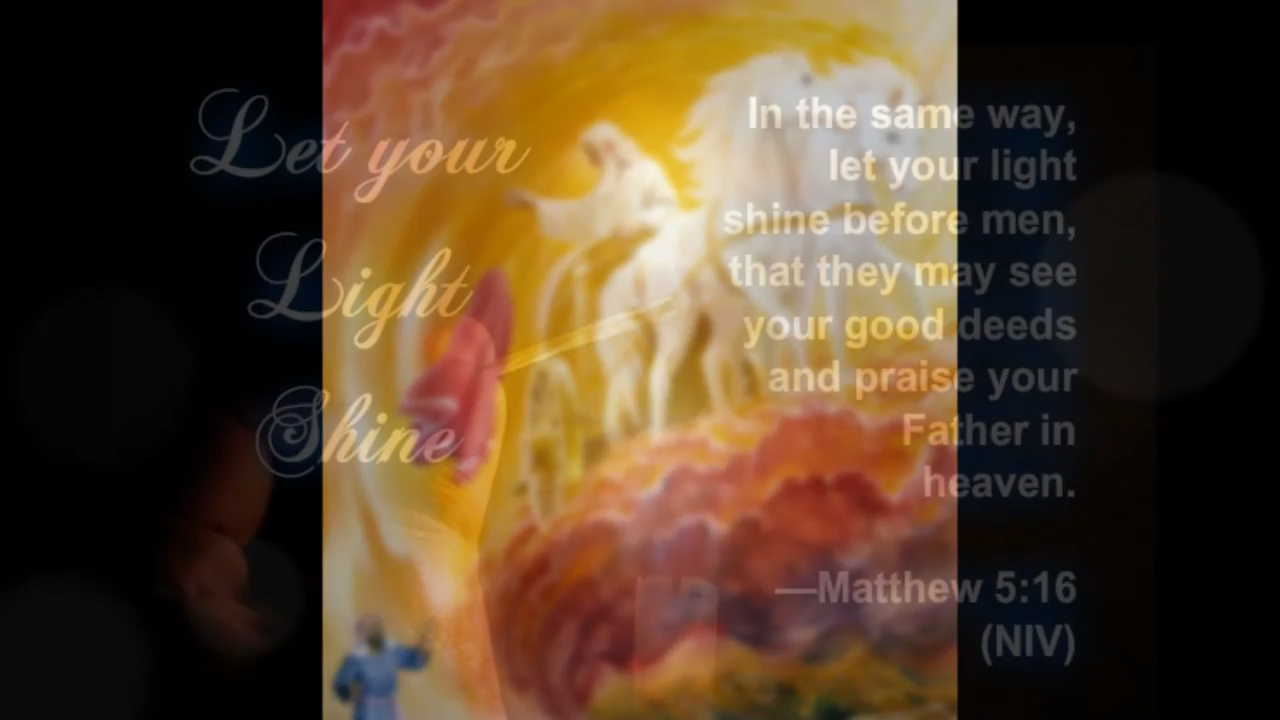 Let your
Light
Shine
In the same way,
let your light
shine before men,
that they may see
your good deeds
and praise your
Father in
heaven.
—Matthew 5:16
(NIV)